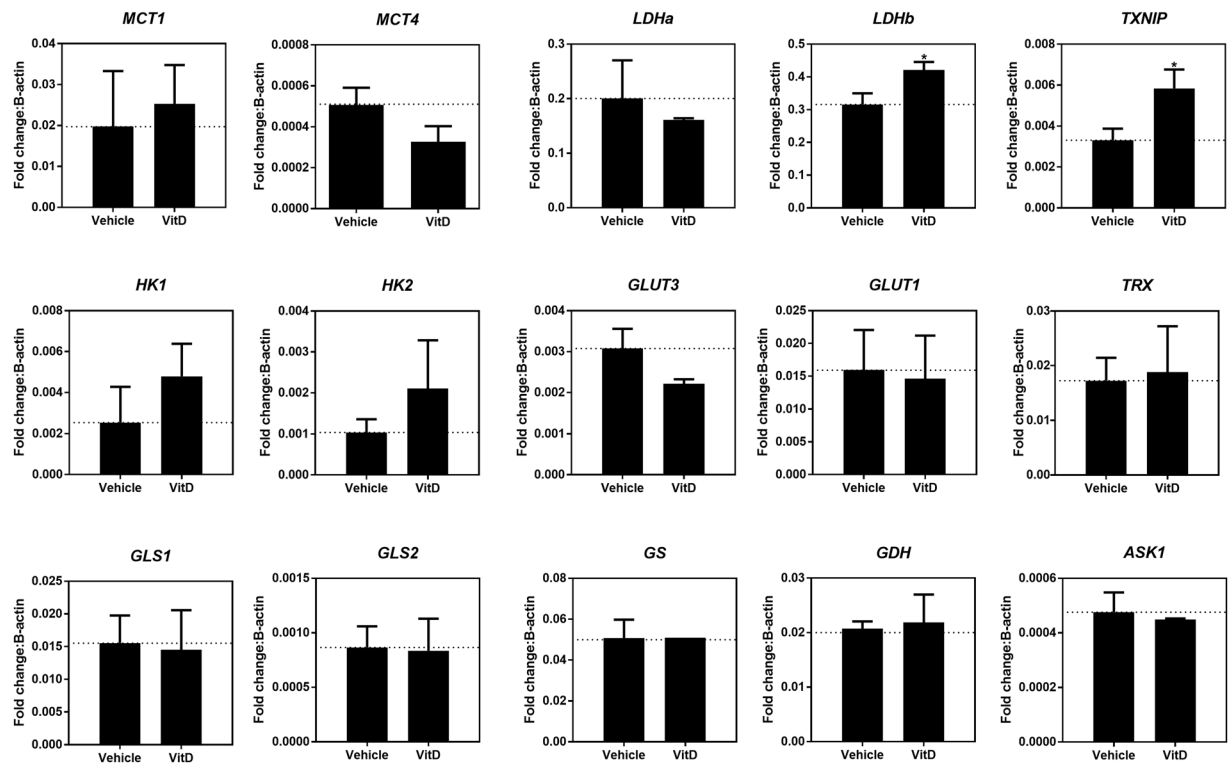 MCT1
MCT4
LDHa
LDHb
TXNIP
Fold change:B-actin
0.04
0.03
0.02
0.01
0.00
Vehicle VitD
Fold change:B-actin
0.0008
0.0006
0.0004
0.0002
0.0000
Vehicle VitD
Fold change:B-actin
0.3
0.2
0.1
0.0
Vehicle VitD
Fold change:B-actin
0.5
0.4
0.3
0.2
0.1
0.0
*
Vehicle VitD
Fold change:B-actin
0.008
0.006
0.004
0.002
0.000
*
Vehicle VitD
HK1
HK2
GLUT3
GLUT1
TRX
Fold change:B-actin
0.008
0.006
0.004
0.002
0.000
Vehicle VitD
Fold change:B-actin
0.004
0.003
0.002
0.001
0.000
Vehicle VitD
Fold change:B-actin
0.004
0.003
0.002
0.001
0.000
Vehicle VitD
Fold change:B-actin
0.025
0.020
0.015
0.010
0.005
0.000
Vehicle VitD
Fold change:B-actin
0.03
0.02
0.01
0.00
Vehicle VitD
GLS1
GLS2
GS
GDH
ASK1
Fold change:B-actin
0.025
0.020
0.015
0.010
0.005
0.000
Vehicle VitD
Fold change:B-actin
0.0015
0.0010
0.0005
0.0000
Vehicle VitD
Fold change:B-actin
0.08
0.06
0.04
0.02
0.00
Vehicle VitD
Fold change:B-actin
0.03
0.02
0.01
0.00
Vehicle VitD
Fold change:B-actin
0.0006
0.0004
0.0002
0.0000
Vehicle VitD